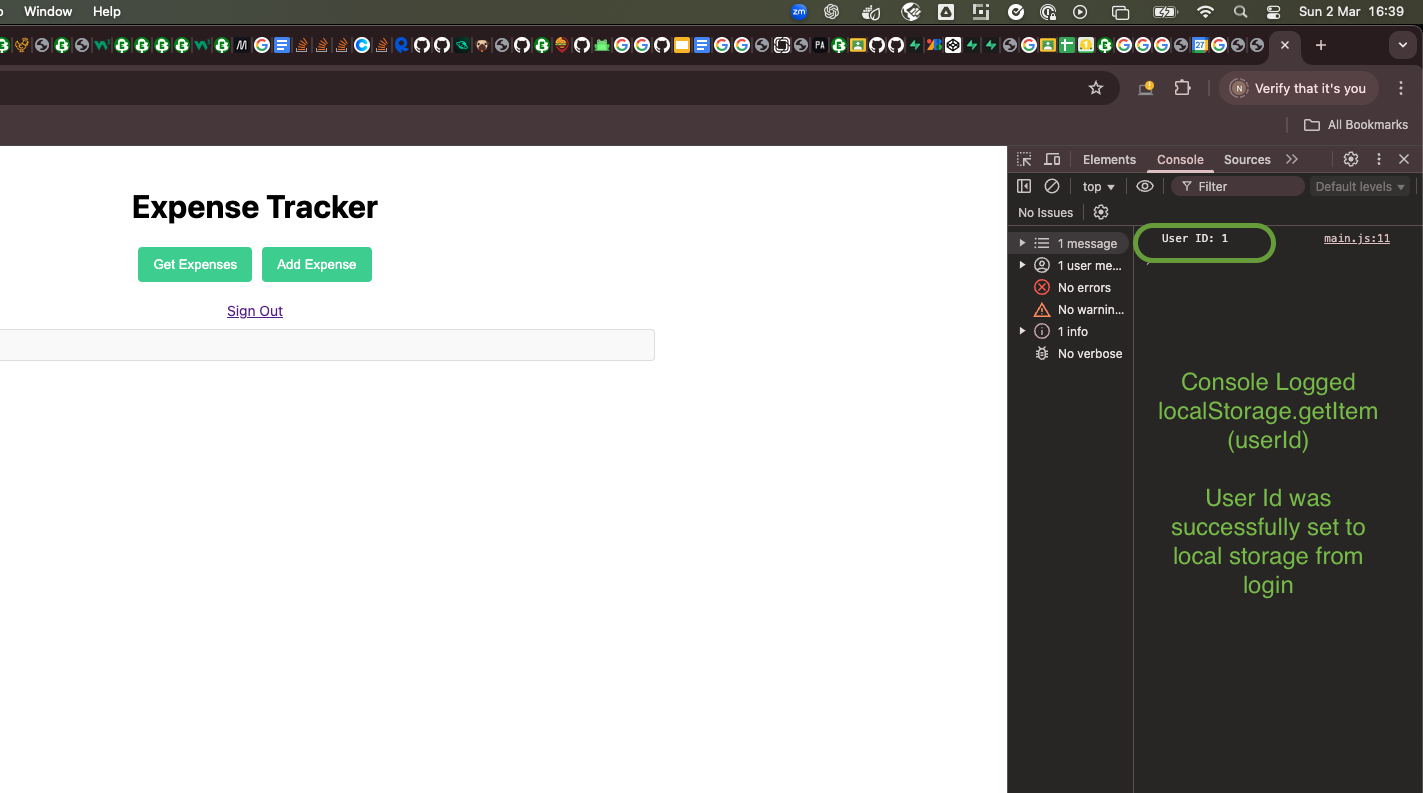 Window Help
zm
Sun 2 Mar 16:39
M
PA
27
N Verify that it's you
All Bookmarks
Elements Console Sources
top Filter Default levels
No Issues
1 message
1 user me...
No errors
No warnin...
1 info
No verbose
User ID: 1 main.js:11
Expense Tracker
Get Expenses Add Expense
Sign Out
Console Logged
localStorage.getItem
(userId)
User Id was
successfully set to
local storage from
login